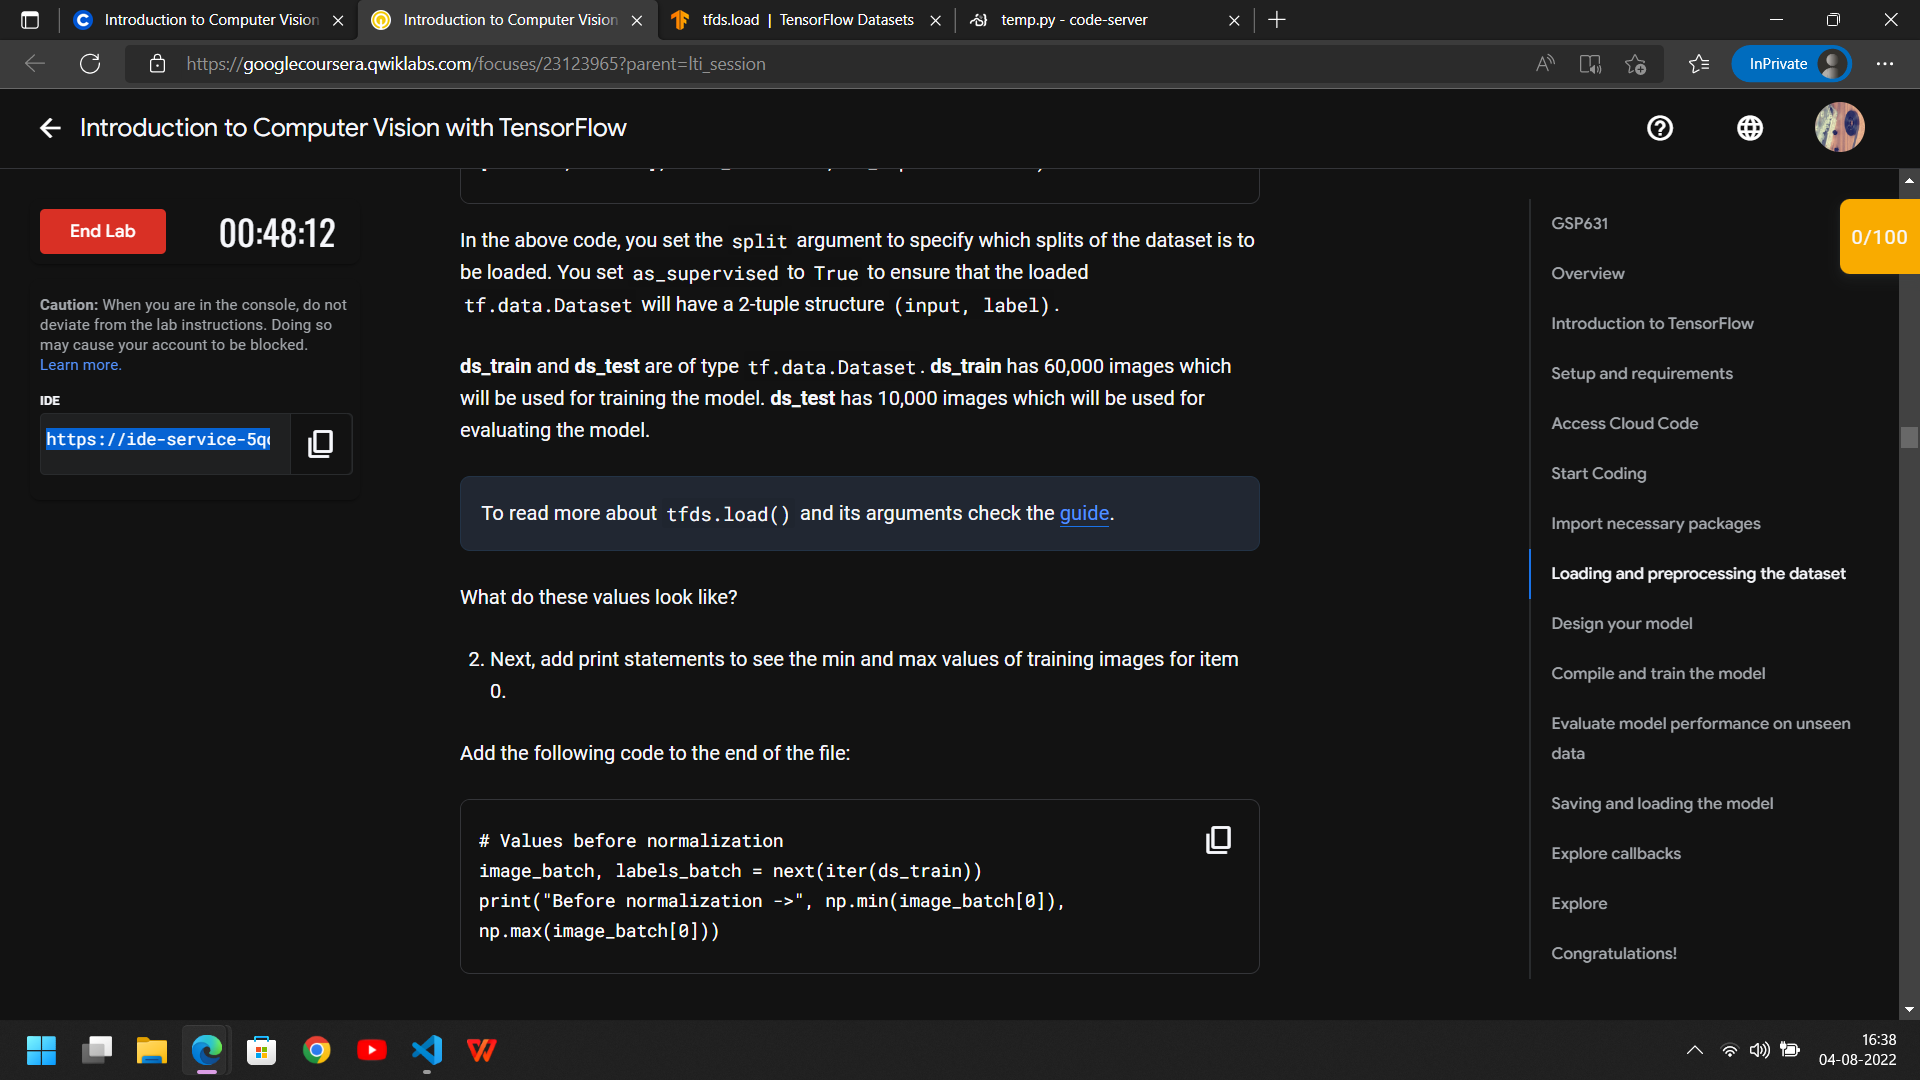 Introduction to Computer Vision
Introduction to Computer Vision
tfds.load | TensorFlow Datasets
temp.py - code-server
https://googlecoursera.qwiklabs.com/focuses/23123965?parent=lti_session
InPrivate
Introduction to Computer Vision with TensorFlow
End Lab
00:48:12
Caution: When you are in the console, do not
deviate from the lab instructions. Doing so
may cause your account to be blocked.
Learn more.
IDE
https://ide-service-5q
In the above code, you set the split argument to specify which splits of the dataset is to
be loaded. You set as_supervised to True to ensure that the loaded
tf.data.Dataset will have a 2-tuple structure (input, label).
ds_train and ds_test are of type tf.data.Dataset. ds_train has 60,000 images which
will be used for training the model. ds_test has 10,000 images which will be used for
evaluating the model.
To read more about tfds.load() and its arguments check the guide.
What do these values look like?
2. Next, add print statements to see the min and max values of training images for item
0.
Add the following code to the end of the file:
# Values before normalization
image_batch, labels_batch = next(iter(ds_train))
print("Before normalization ->", np.min(image_batch[0]),
np.max(image_batch[0]))
GSP631
Overview
Introduction to TensorFlow
Setup and requirements
Access Cloud Code
Start Coding
Import necessary packages
Loading and preprocessing the dataset
Design your model
Compile and train the model
Evaluate model performance on unseen
data
Saving and loading the model
Explore callbacks
Explore
Congratulations!
0/100
16:38
04-08-2022